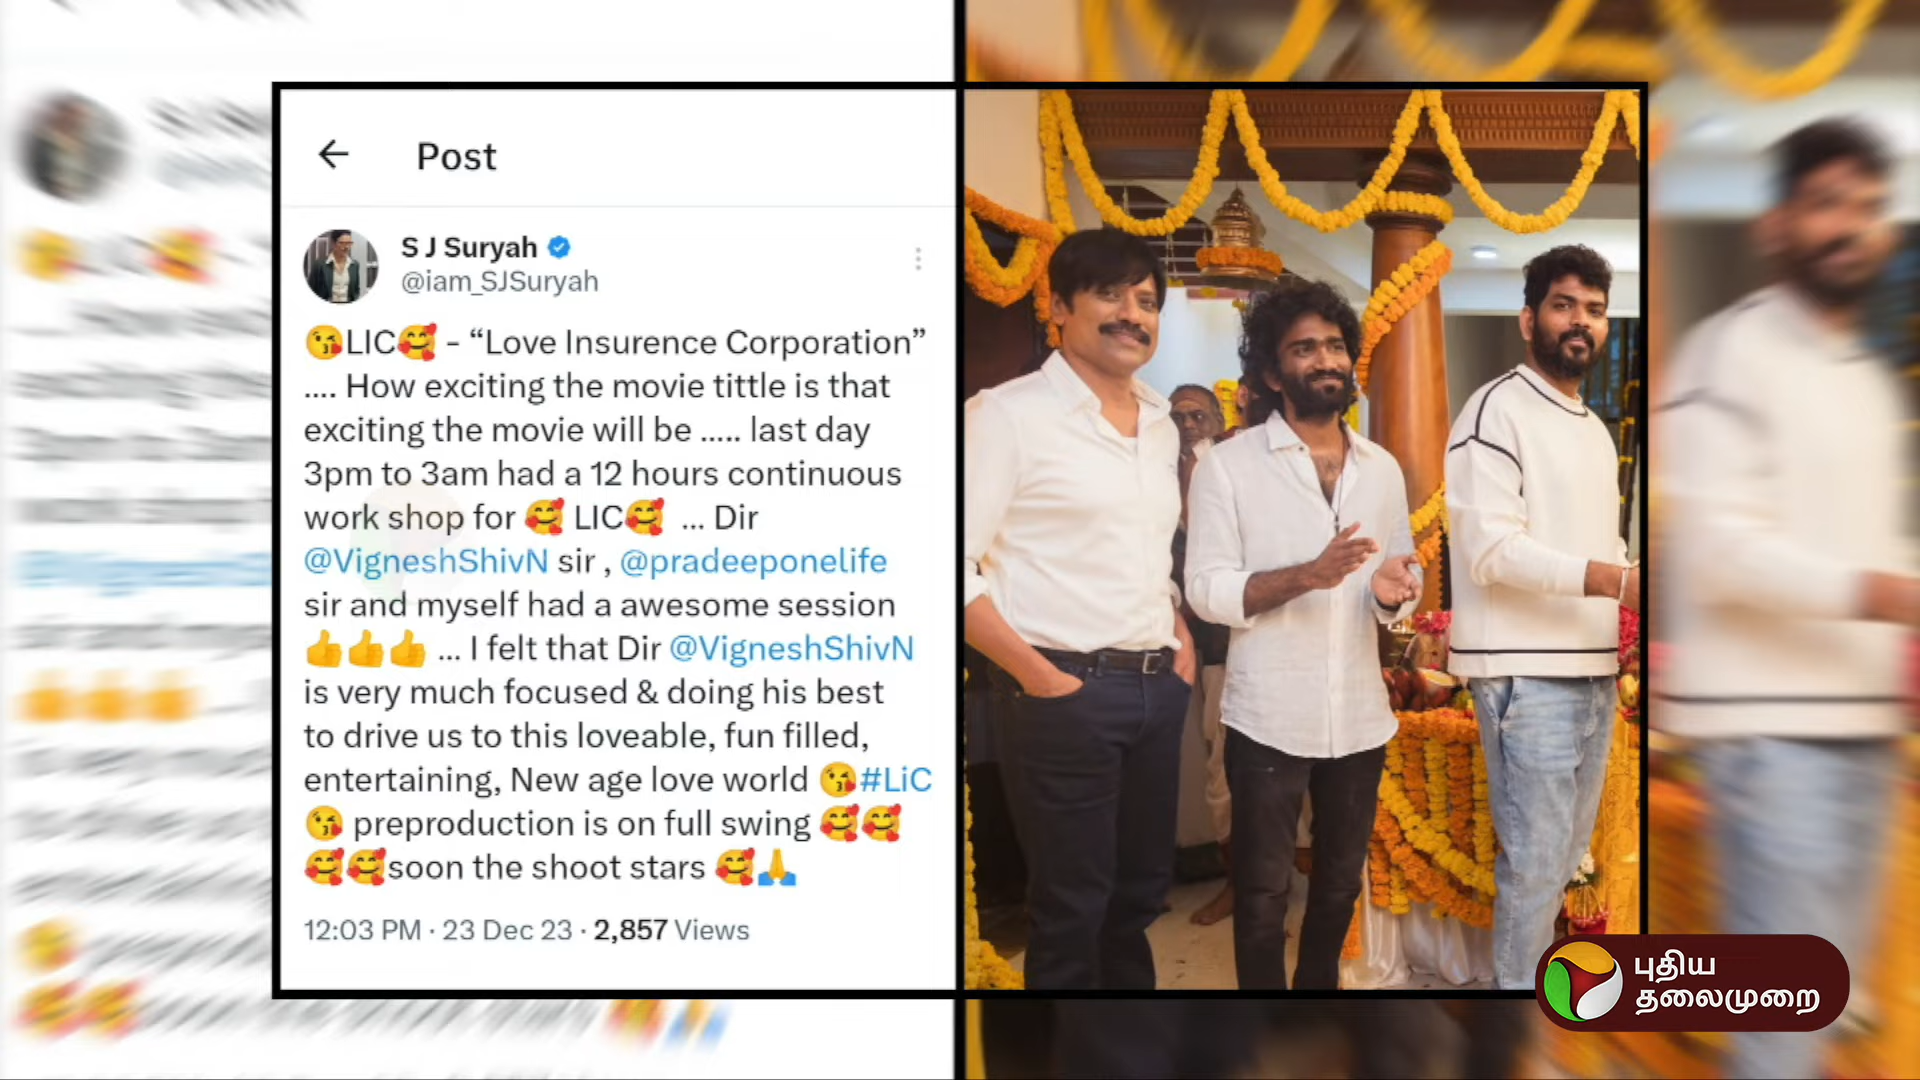 Post
S J Suryah
@iam_SJSuryah
😘LIC🥰 - “Love Insurence Corporation”
.... How exciting the movie tittle is that
exciting the movie will be ..... last day
3pm to 3am had a 12 hours continuous
work shop for 🥰 LIC🥰 ... Dir
@VigneshShivN sir , @pradeeponelife
sir and myself had a awesome session
👍👍👍 ... I felt that Dir @VigneshShivN
is very much focused & doing his best
to drive us to this loveable, fun filled,
entertaining, New age love world 😘#LiC
😘 preproduction is on full swing 🥰🥰
🥰🥰soon the shoot stars 🥰🙏
12:03 PM · 23 Dec 23 · 2,857 Views
புதிய
தலைமுறை